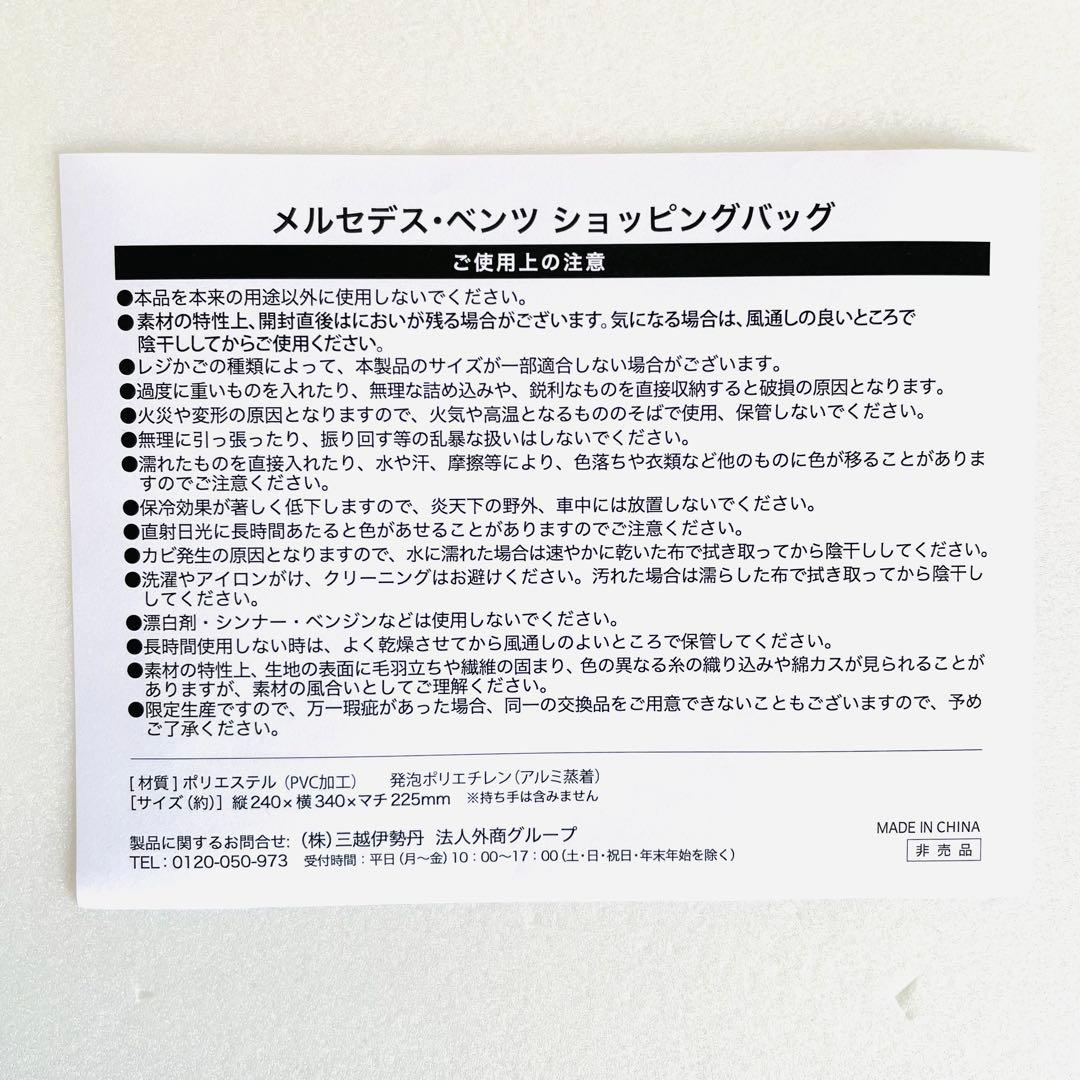 メルセデス・ベンツ ショッピングバッグ
ご使用上の注意
●本品を本来の用途以外に使用しないでください。
●素材の特性上、開封直後はにおいが残る場合がございます。気になる場合は、風通しの良いところで
陰干ししてからご使用ください。
●レジかごの種類によって、本製品のサイズが一部適合しない場合がございます。
●過度に重いものを入れたり、無理な詰め込みや、鋭利なものを直接収納すると破損の原因となります。
●火災や変形の原因となりますので、火気や高温となるもののそばで使用、保管しないでください。
●無理に引っ張ったり、振り回す等の乱暴な扱いはしないでください。
●濡れたものを直接入れたり、水や汗、摩擦等により、色落ちや衣類など他のものに色が移ることがありま
すのでご注意ください。
●保冷効果が著しく低下しますので、炎天下の野外、車中には放置しないでください。
●直射日光に長時間あたると色があせることがありますのでご注意ください。
●カビ発生の原因となりますので、水に濡れた場合は速やかに乾いた布で拭き取ってから陰干ししてください。
●洗濯やアイロンがけ、クリーニングはお避けください。汚れた場合は濡らした布で拭き取ってから陰干し
してください。
●漂白剤・シンナー・ベンジンなどは使用しないでください。
●長時間使用しない時は、よく乾燥させてから風通しのよいところで保管してください。
●素材の特性上、生地の表面に毛羽立ちや繊維の固まり、色の異なる糸の織り込みや綿カスが見られることが
ありますが、素材の風合いとしてご理解ください。
●限定生産ですので、万一瑕疵があった場合、同一の交換品をご用意できないこともございますので、予め
ご了承ください。
[材質]ポリエステル（PVC加工）　発泡ポリエチレン（アルミ蒸着）
[サイズ（約）] 縦240×横340×マチ225mm ※持ち手は含みません
製品に関するお問合せ：（株）三越伊勢丹 法人外商グループ
TEL：0120-050-973 受付時間：平日（月～金）10：00～17：00（土・日・祝日・年末年始を除く）
MADE IN CHINA
非売品